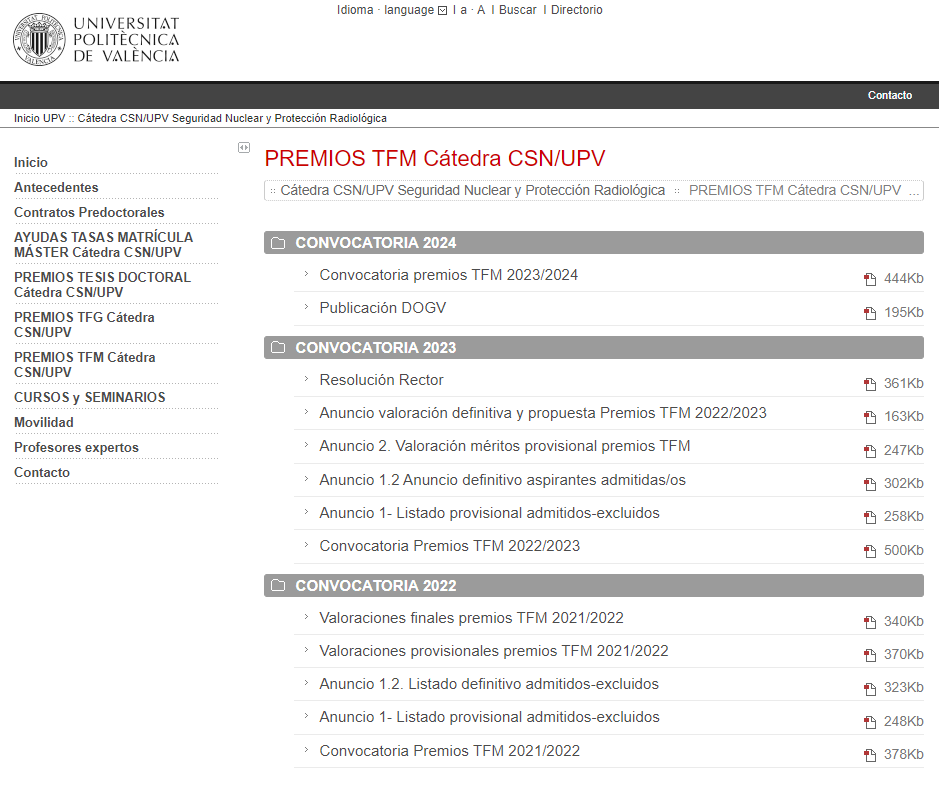 Idioma · language I a · A I Buscar I Directorio
UNIVERSITAT
POLITÈCNICA
DE VALÈNCIA
Contacto
Inicio UPV :: Cátedra CSN/UPV Seguridad Nuclear y Protección Radiológica
Inicio
Antecedentes
Contratos Predoctorales
AYUDAS TASAS MATRÍCULA
MÁSTER Cátedra CSN/UPV
PREMIOS TESIS DOCTORAL
Cátedra CSN/UPV
PREMIOS TFG Cátedra
CSN/UPV
PREMIOS TFM Cátedra
CSN/UPV
CURSOS y SEMINARIOS
Movilidad
Profesores expertos
Contacto
PREMIOS TFM Cátedra CSN/UPV
:: Cátedra CSN/UPV Seguridad Nuclear y Protección Radiológica :: PREMIOS TFM Cátedra CSN/UPV ...
CONVOCATORIA 2024
Convocatoria premios TFM 2023/2024 444Kb
Publicación DOGV 195Kb
CONVOCATORIA 2023
Resolución Rector 361Kb
Anuncio valoración definitiva y propuesta Premios TFM 2022/2023 163Kb
Anuncio 2. Valoración méritos provisional premios TFM 247Kb
Anuncio 1.2 Anuncio definitivo aspirantes admitidas/os 302Kb
Anuncio 1- Listado provisional admitidos-excluidos 258Kb
Convocatoria Premios TFM 2022/2023 500Kb
CONVOCATORIA 2022
Valoraciones finales premios TFM 2021/2022 340Kb
Valoraciones provisionales premios TFM 2021/2022 370Kb
Anuncio 1.2. Listado definitivo admitidos-excluidos 323Kb
Anuncio 1- Listado provisional admitidos-excluidos 248Kb
Convocatoria Premios TFM 2021/2022 378Kb